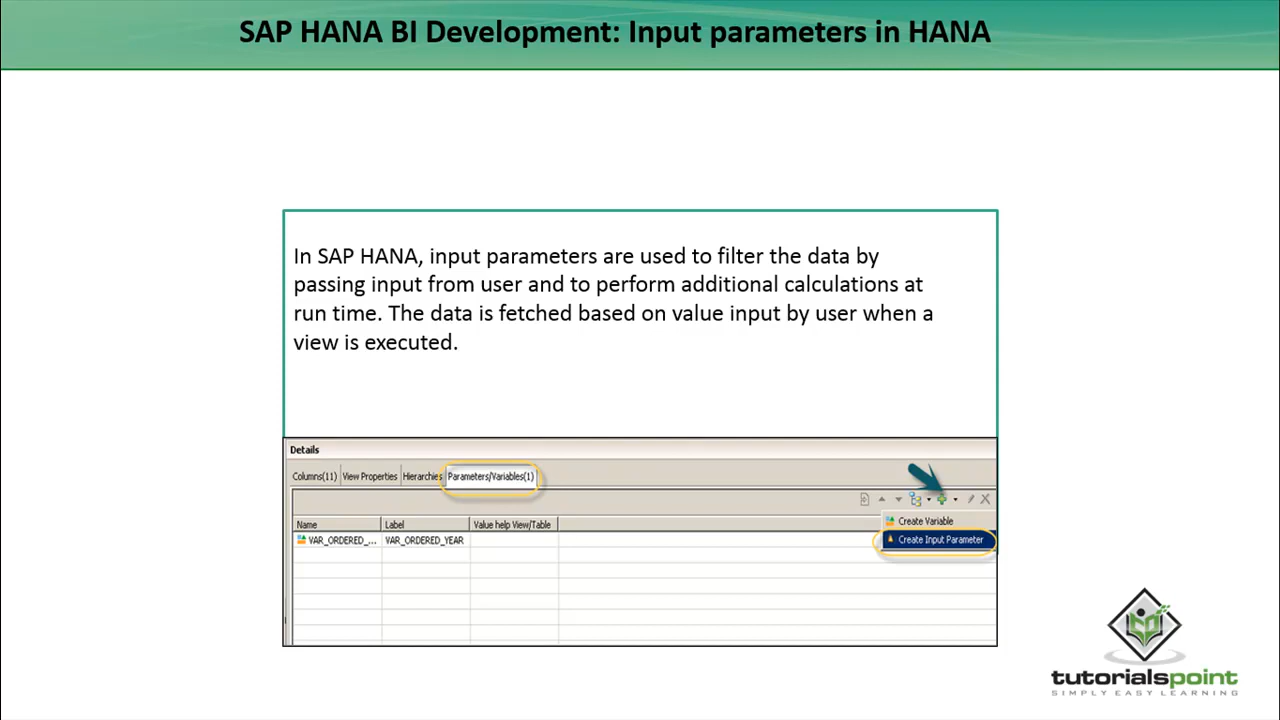 SAP HANA BI Development: Input parameters in HANA
In SAP HANA, input parameters are used to filter the data by
passing input from user and to perform additional calculations at
run time. The data is fetched based on value input by user when a
view is executed.
Details
Columns(11) View Properties Hierarchies Parameters/Variables(1)
Create Variable
Create Input Parameter
Name Label Value help View/Table
VAR_ORDERED_... VAR_ORDERED_YEAR
tutorialspoint
SIMPLY EASY LEARNING